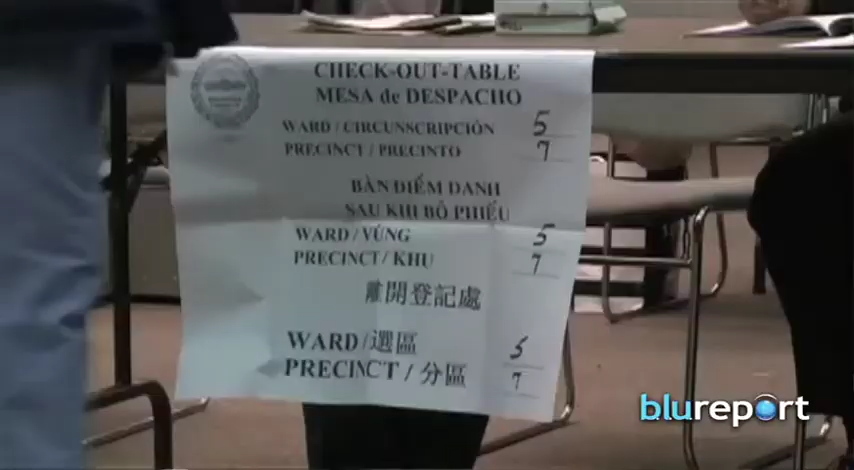 CHECK-OUT-TABLE
MESA de DESPACHO
WARD / CIRCUNSCRIPCIÓN 5
PRECINCT / PRECINTO 7
BÀN ĐIỂM DANH
SAU KHI BỎ PHIẾU
WARD / VÙNG 5
PRECINCT / KHU 7
離開登記處
WARD / 選區 5
PRECINCT / 分區 7
blureport